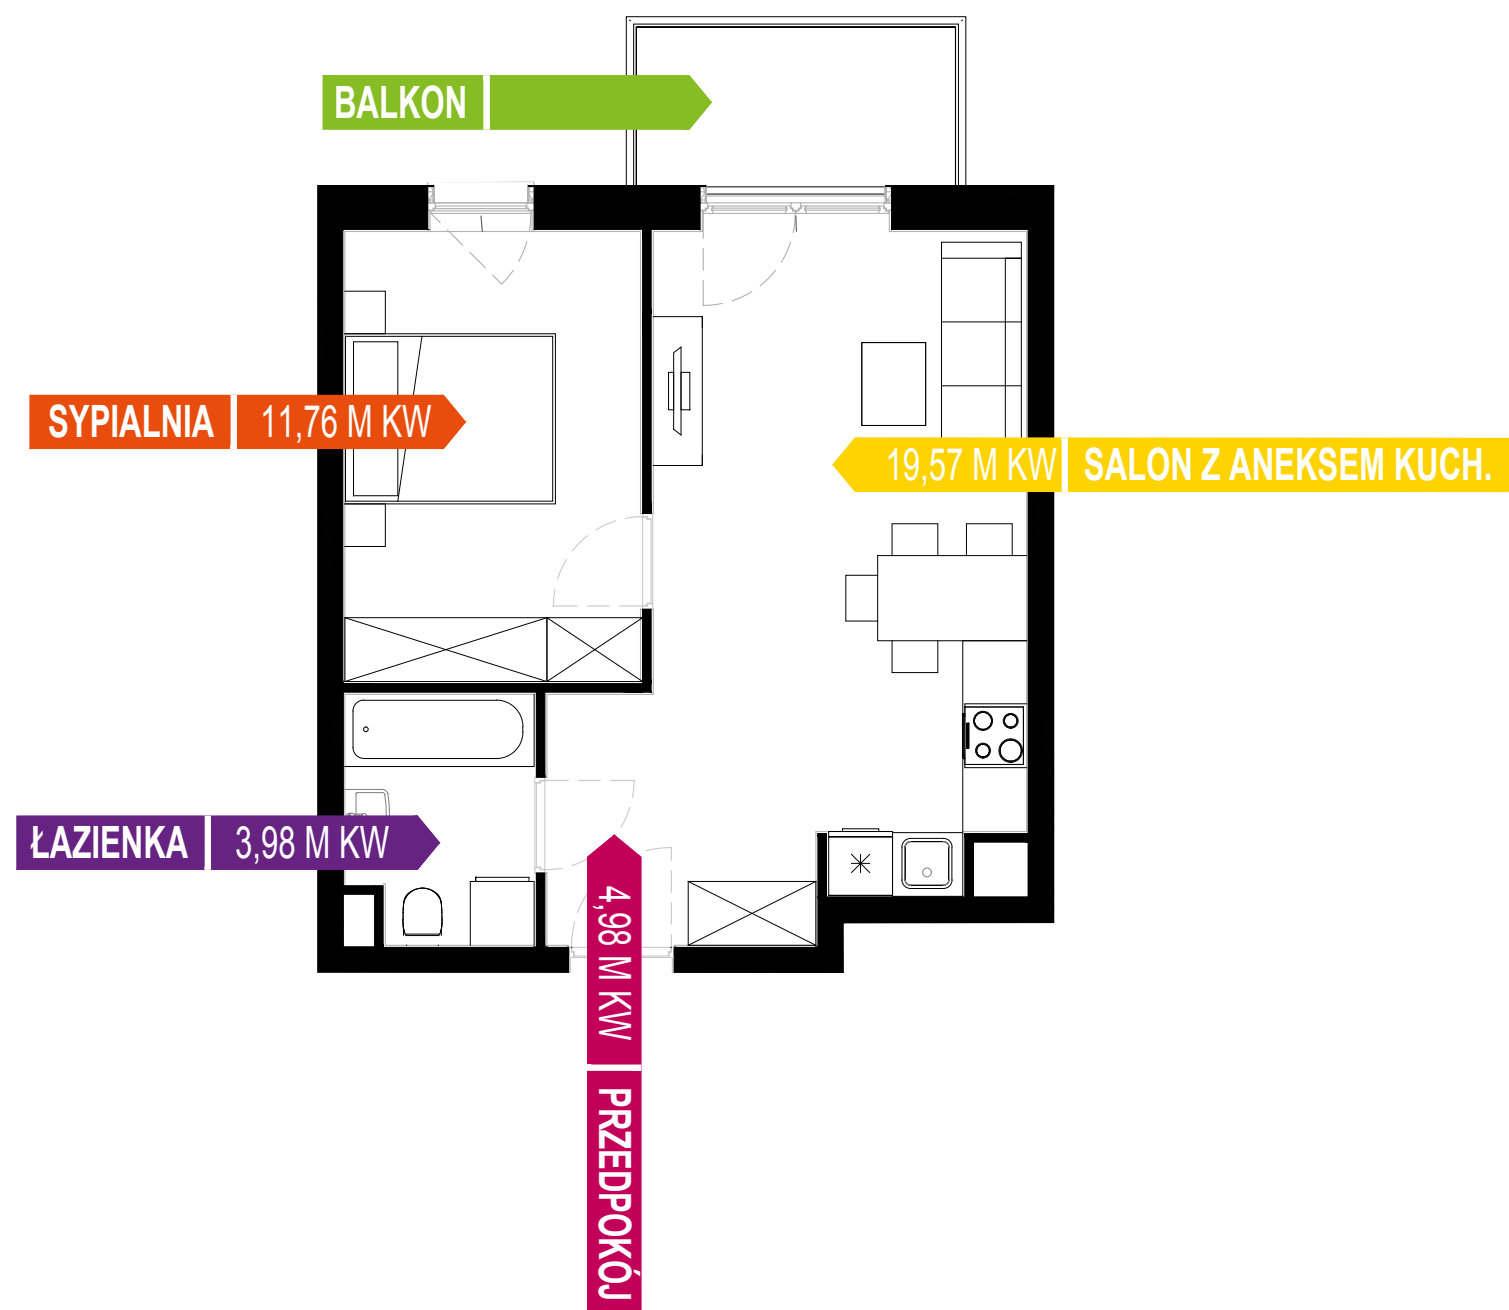 BALKON
SYPIALNIA 11,76 M KW
19,57 M KW SALON Z ANEKSEM KUCH.
ŁAZIENKA 3,98 M KW
4,98 M KW PRZEDPOKÓJ